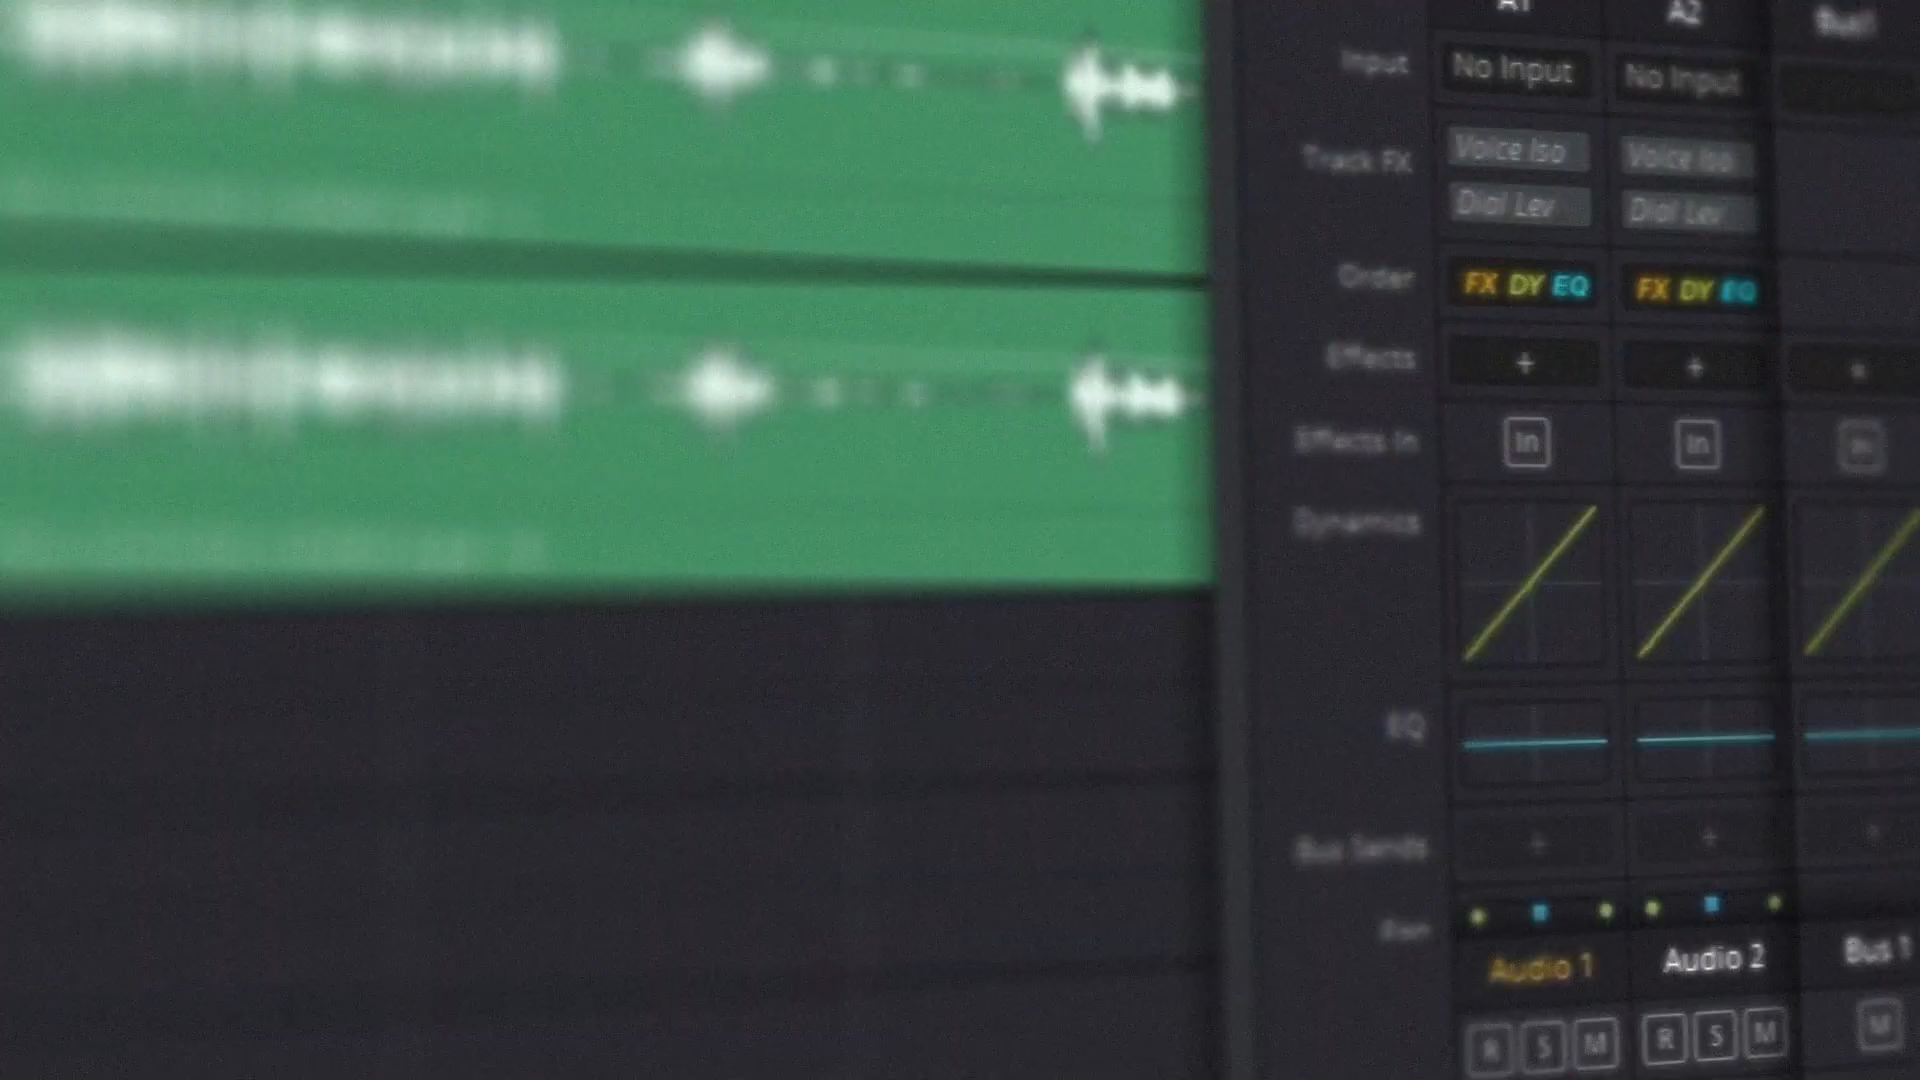 A1 A2 Bus1
Input No Input No Input
Track FX Voice Iso Voice Iso
Dial Lev Dial Lev
Order FX DY EQ FX DY EQ
Effects + + +
Effects In In In In
Dynamics
EQ
Bus Sends + + +
Pan
Audio 1 Audio 2 Bus 1
R S M R S M M